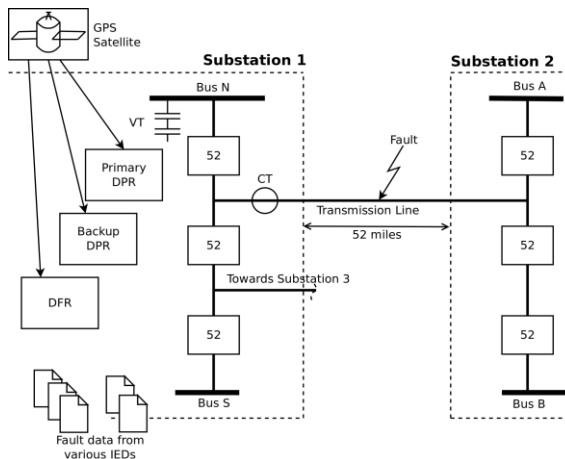 GPS
Satellite
Substation 1
Substation 2
Bus N
Bus A
VT
52
52
Fault
Primary
DPR
CT
Transmission Line
52 miles
Backup
DPR
52
52
Towards Substation 3
DFR
52
52
Bus S
Bus B
Fault data from
various IEDs